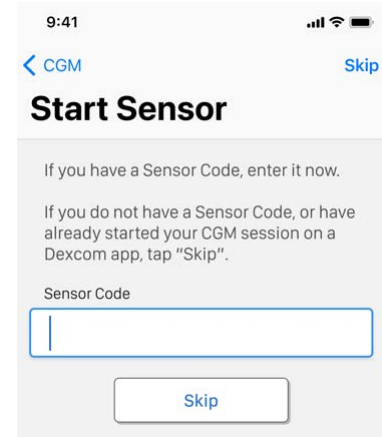 9:41
CGM
Skip
Start Sensor
If you have a Sensor Code, enter it now.
If you do not have a Sensor Code, or have
already started your CGM session on a
Dexcom app, tap “Skip”.
Sensor Code
Skip